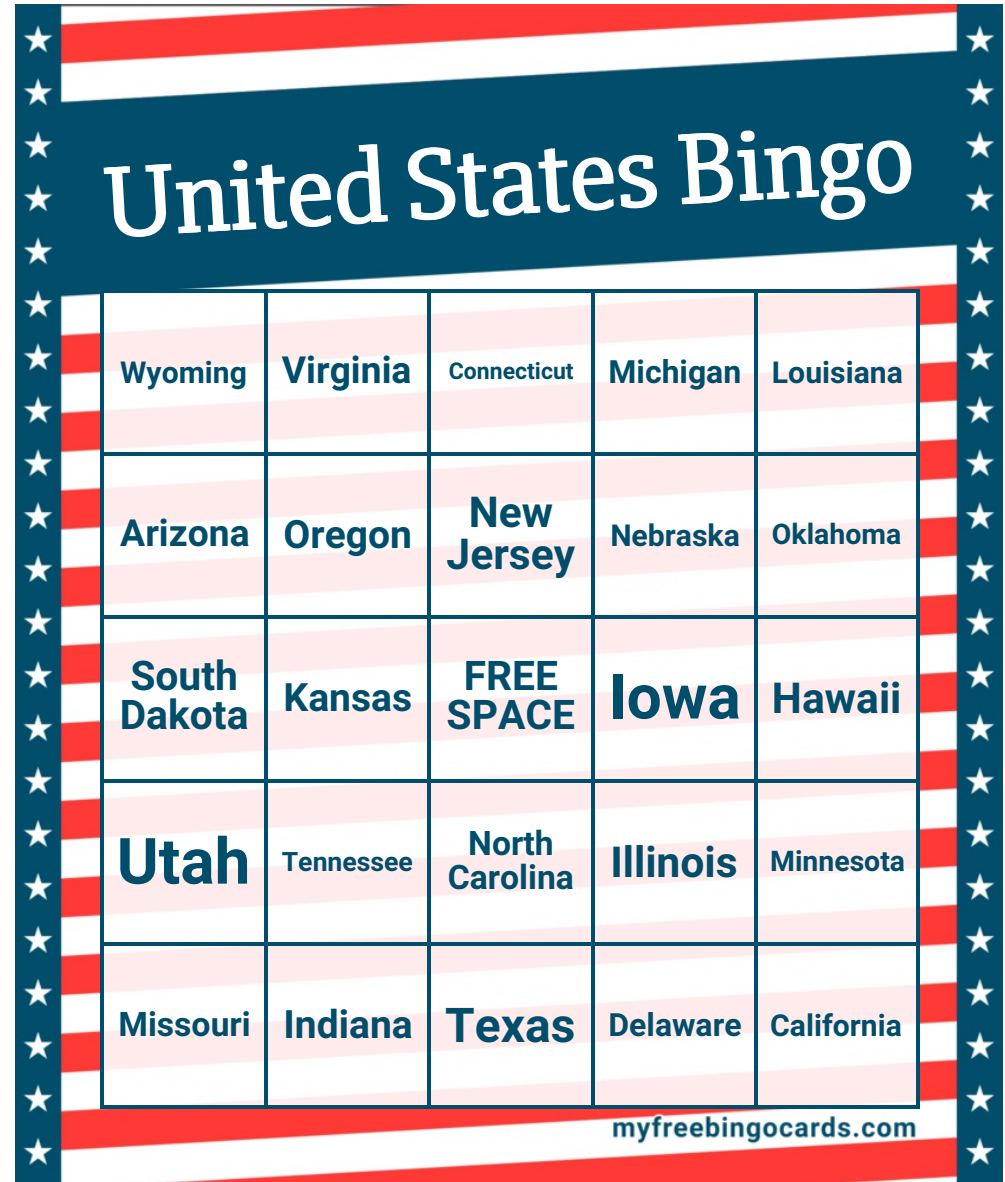 United States Bingo
Wyoming
Virginia
Connecticut
Michigan
Louisiana
Arizona
Oregon
New
Jersey
Nebraska
Oklahoma
South
Dakota
Kansas
FREE
SPACE
Iowa
Hawaii
Utah
Tennessee
North
Carolina
Illinois
Minnesota
Missouri
Indiana
Texas
Delaware
California
myfreebingocards.com